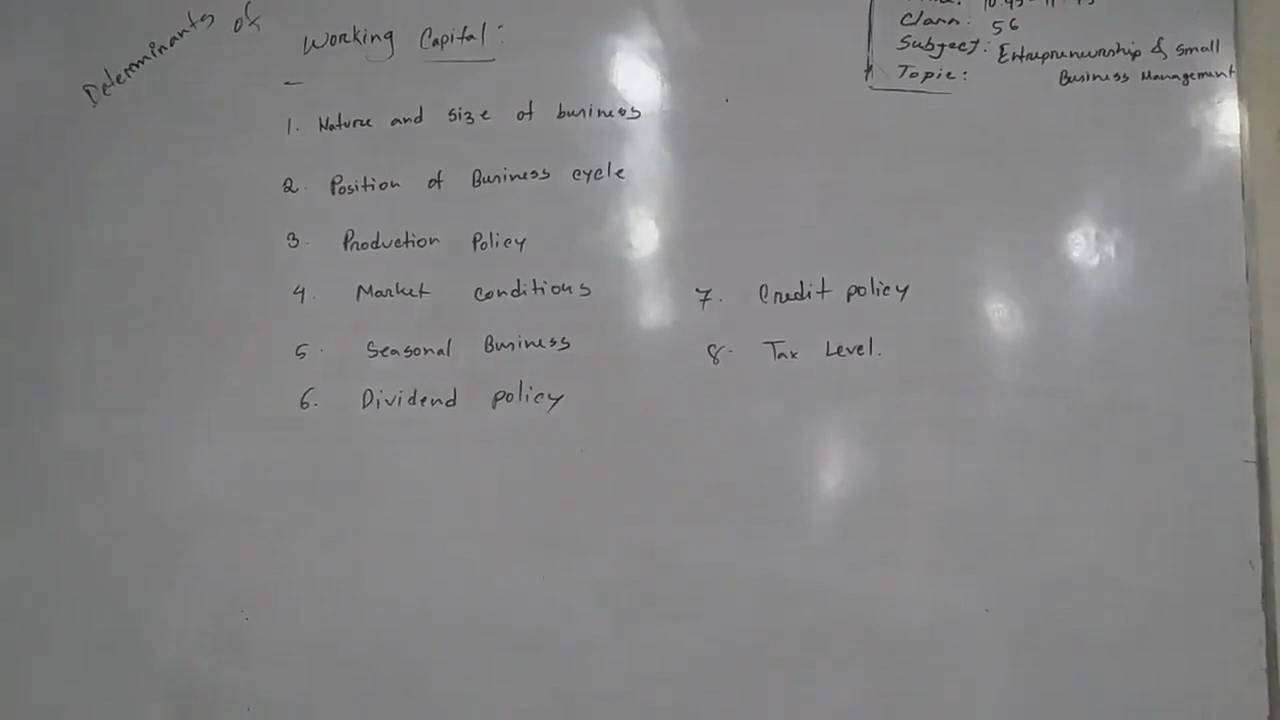 Determinants of
Working Capital:
1. Nature and size of business
2. Position of Business cycle
3. Production Policy
4. Market conditions
5. Seasonal Business
6. Dividend policy
7. Credit policy
8. Tax Level.
Class: 56
Subject: Entrepreneurship & Small
Business Management
Topic: